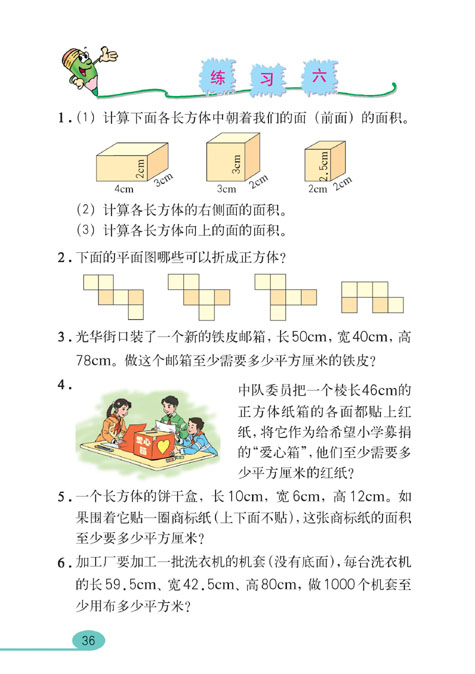 练 习 六
1.(1) 计算下面各长方体中朝着我们的面（前面）的面积。
2cm 3cm 4cm
3cm 2cm 3cm
2.5cm 2cm 2cm
(2) 计算各长方体的右侧面的面积。
(3) 计算各长方体向上的面的面积。
2.下面的平面图哪些可以折成正方体?
3.光华街口装了一个新的铁皮邮箱，长50cm，宽40cm，高
78cm。做这个邮箱至少需要多少平方厘米的铁皮?
4.
爱心
箱
中队委员把一个棱长46cm的
正方体纸箱的各面都贴上红
纸，将它作为给希望小学募捐
的“爱心箱”，他们至少需要多
少平方厘米的红纸?
5.一个长方体的饼干盒，长10cm，宽6cm，高12cm。如
果围着它贴一圈商标纸(上下面不贴)，这张商标纸的面积
至少要多少平方厘米?
6.加工厂要加工一批洗衣机的机套(没有底面)，每台洗衣机
的长59.5cm、宽42.5cm、高80cm，做1000个机套至
少用布多少平方米?
36